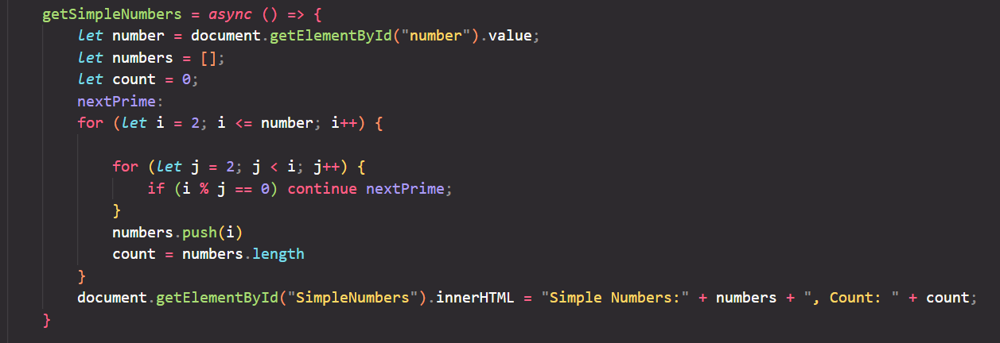 getSimpleNumbers = async () => {
let number = document.getElementById("number").value;
let numbers = [];
let count = 0;
nextPrime:
for (let i = 2; i <= number; i++) {
for (let j = 2; j < i; j++) {
if (i % j == 0) continue nextPrime;
}
numbers.push(i)
count = numbers.length
}
document.getElementById("SimpleNumbers").innerHTML = "Simple Numbers:" + numbers + ", Count: " + count;
}